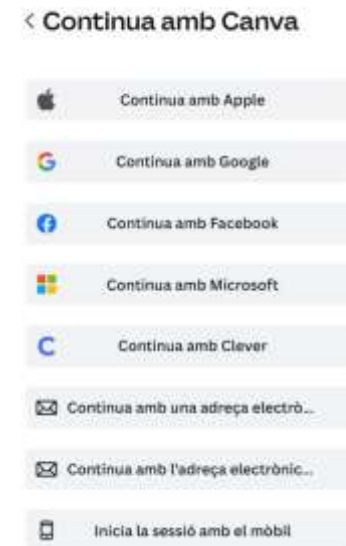 Continua amb Canva
Continua amb Apple
Continua amb Google
Continua amb Facebook
Continua amb Microsoft
Continua amb Clever
Continua amb una adreça electrò...
Continua amb l'adreça electrònic...
Inicia la sessió amb el mòbil